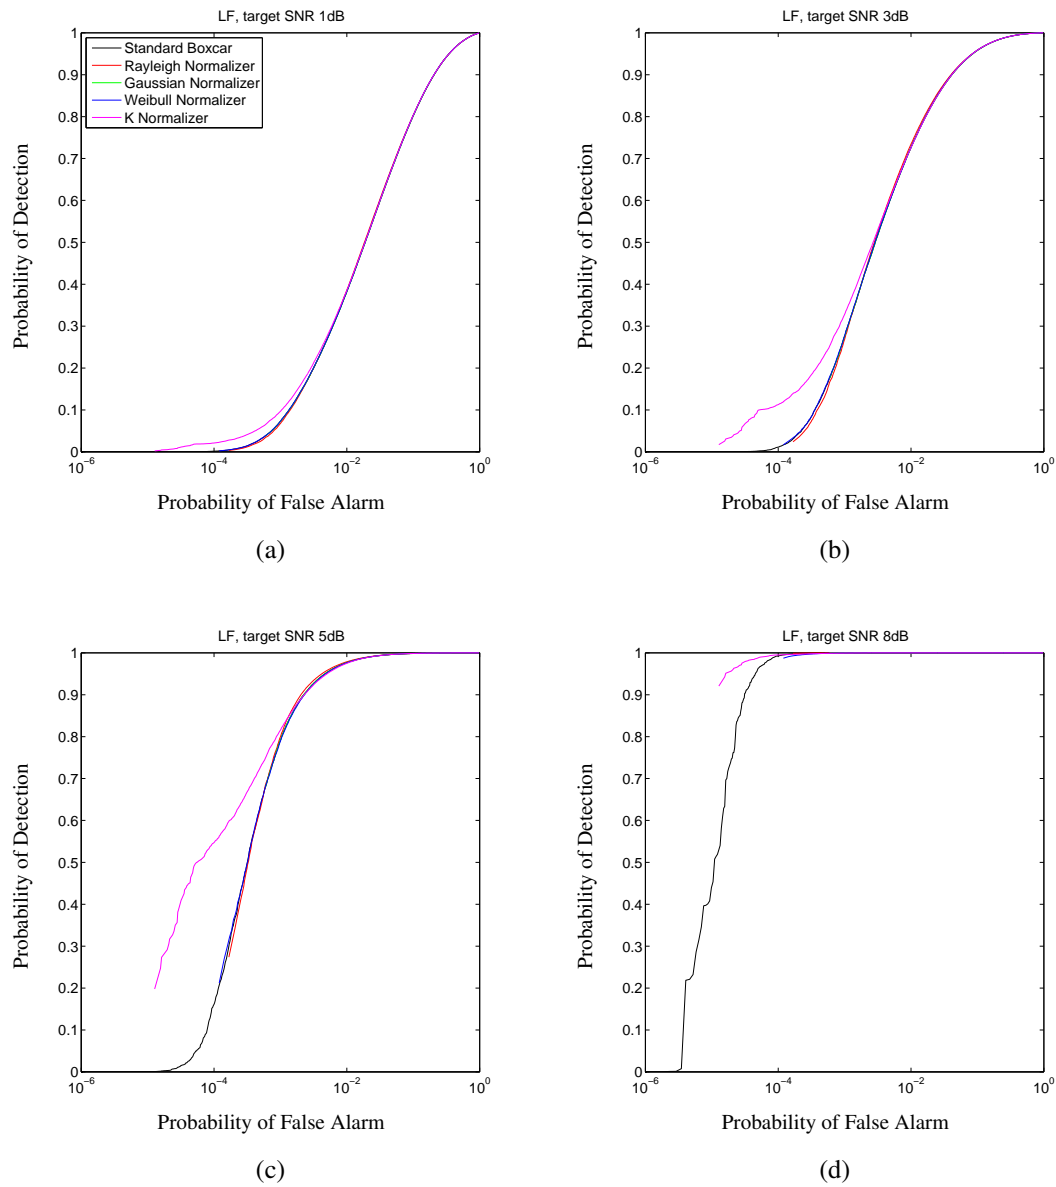 LF, target SNR 1dB
1
0.9
0.8
0.7
0.6
0.5
0.4
0.3
0.2
0.1
0
10^−6
10^−4
10^−2
10^0
Probability of Detection
Probability of False Alarm
Standard Boxcar
Rayleigh Normalizer
Gaussian Normalizer
Weibull Normalizer
K Normalizer
(a)
LF, target SNR 3dB
1
0.9
0.8
0.7
0.6
0.5
0.4
0.3
0.2
0.1
0
10^−6
10^−4
10^−2
10^0
Probability of Detection
Probability of False Alarm
(b)
LF, target SNR 5dB
1
0.9
0.8
0.7
0.6
0.5
0.4
0.3
0.2
0.1
0
10^−6
10^−4
10^−2
10^0
Probability of Detection
Probability of False Alarm
(c)
LF, target SNR 8dB
1
0.9
0.8
0.7
0.6
0.5
0.4
0.3
0.2
0.1
0
10^−6
10^−4
10^−2
10^0
Probability of Detection
Probability of False Alarm
(d)